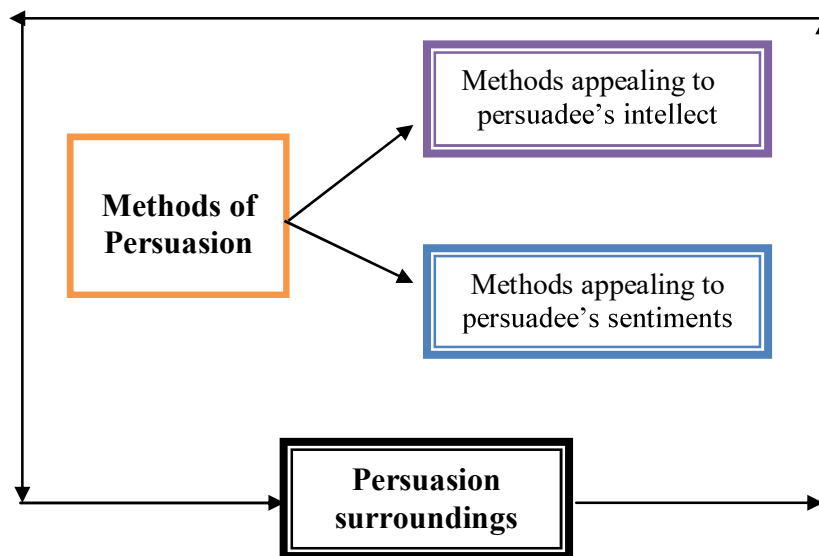 Methods appealing to
persuadee’s intellect
Methods of
Persuasion
Methods appealing to
persuadee’s sentiments
Persuasion
surroundings